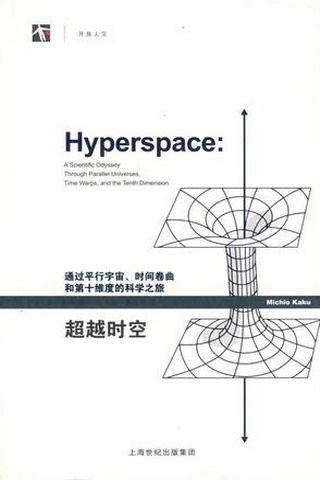 开放人文
Hyperspace:
A Scientific Odyssey
Through Parallel Universes,
Time Warps, and the Tenth Dimension
通过平行宇宙、时间卷曲
和第十维度的科学之旅
Michio Kaku
超越时空
上海世纪出版集团